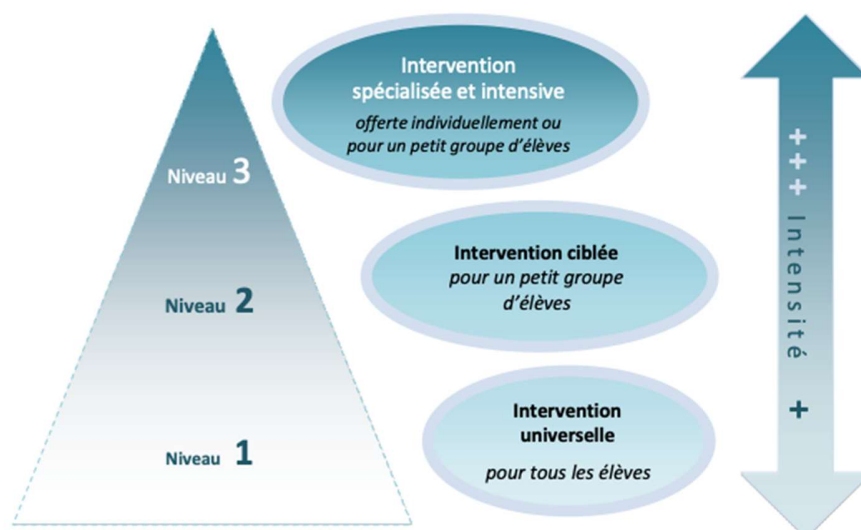 Intervention
spécialisée et intensive
offerte individuellement ou
pour un petit groupe d'élèves
Niveau 3
Intervention ciblée
pour un petit groupe
d'élèves
Niveau 2
Intervention
universelle
pour tous les élèves
Niveau 1
+ Intensité +++